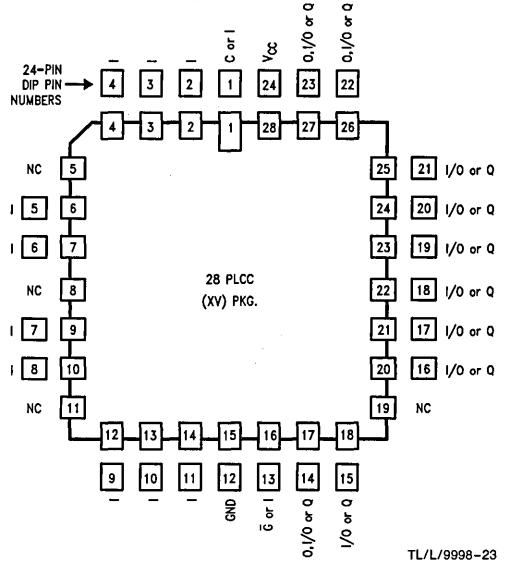 C or I
VCC
O,I/O or Q
O,I/O or Q
I I I
24-PIN
DIP PIN
NUMBERS
4 3 2 1 24 23 22
4 3 2 1 28 27 26
NC 5 25 21 I/O or Q
I 5 6 24 20 I/O or Q
I 6 7 23 19 I/O or Q
NC 8 22 18 I/O or Q
28 PLCC
(XV) PKG.
I 7 9 21 17 I/O or Q
I 8 10 20 16 I/O or Q
NC 11 19 NC
12 13 14 15 16 17 18
9 10 11 12 13 14 15
I I I
GND
G̅ or I
O,I/O or Q
I/O or Q
TL/L/9998-23